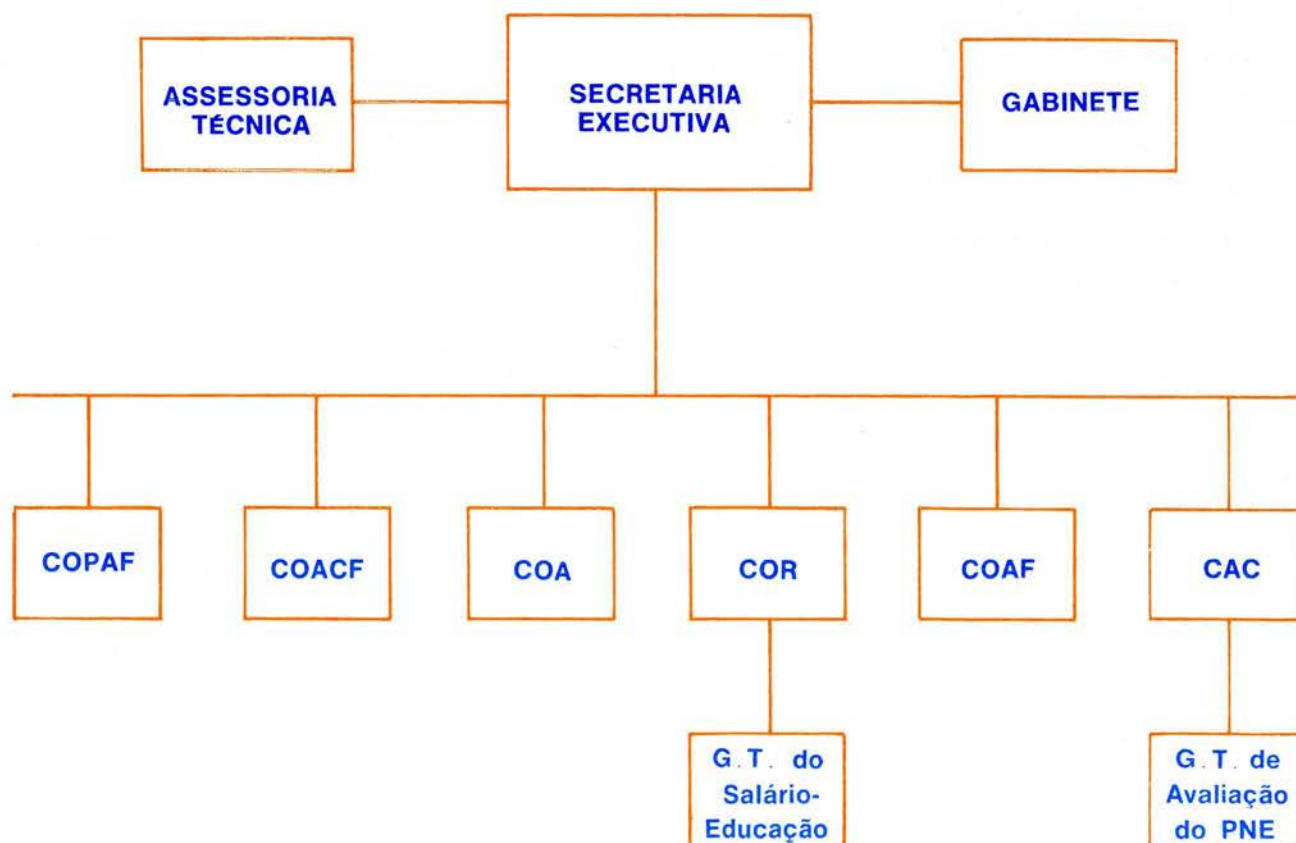 ASSESSORIA
TÉCNICA
SECRETARIA
EXECUTIVA
GABINETE
COPAF
COACF
COA
COR
COAF
CAC
G.T. do
Salário-
Educação
G.T. de
Avaliação
do PNE